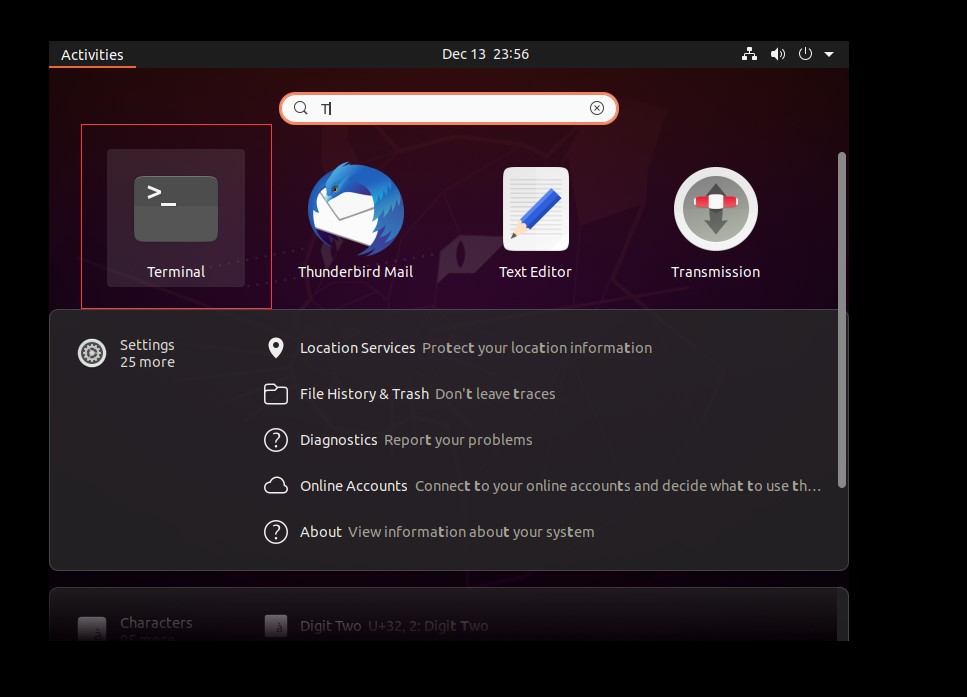 Activities
Dec 13 23:56
T
>_
Terminal
Thunderbird Mail
Text Editor
Transmission
Settings
25 more
Location Services Protect your location information
File History & Trash Don't leave traces
Diagnostics Report your problems
Online Accounts Connect to your online accounts and decide what to use th…
About View information about your system
Characters
95 more
Digit Two U+32, 2: Digit Two